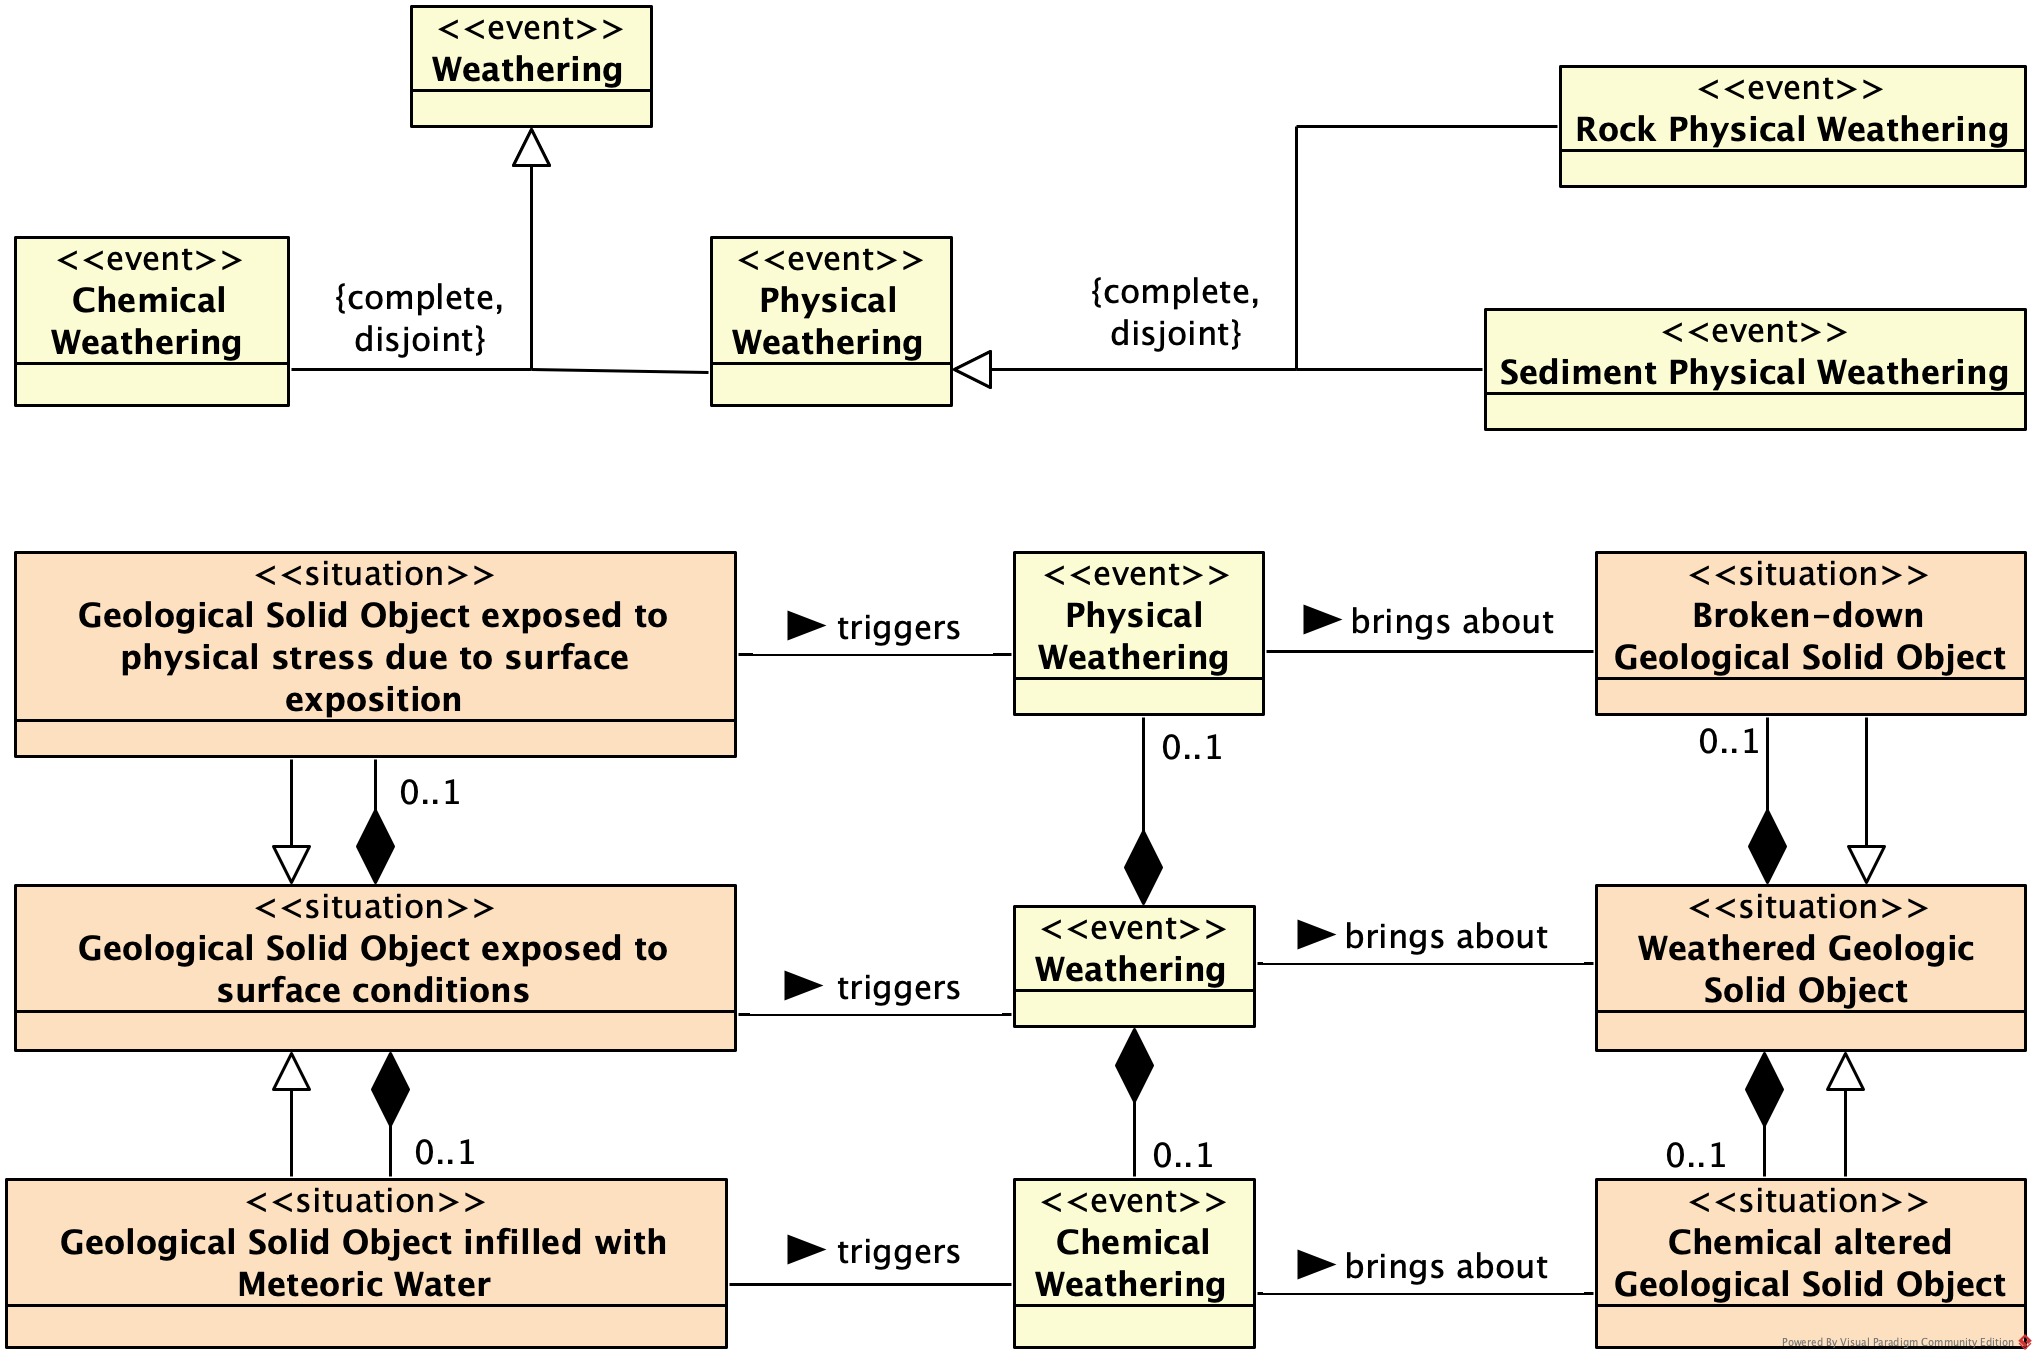 <<event>>
Weathering
<<event>>
Rock Physical Weathering
<<event>>
Chemical
Weathering
{complete,
disjoint}
<<event>>
Physical
Weathering
{complete,
disjoint}
<<event>>
Sediment Physical Weathering
<<situation>>
Geological Solid Object exposed to
physical stress due to surface
exposition
triggers
<<event>>
Physical
Weathering
brings about
<<situation>>
Broken-down
Geological Solid Object
0..1
0..1
0..1
<<situation>>
Geological Solid Object exposed to
surface conditions
triggers
<<event>>
Weathering
brings about
<<situation>>
Weathered Geologic
Solid Object
0..1
0..1
0..1
<<situation>>
Geological Solid Object infilled with
Meteoric Water
triggers
<<event>>
Chemical
Weathering
brings about
<<situation>>
Chemical altered
Geological Solid Object
Powered By Visual Paradigm Community Edition